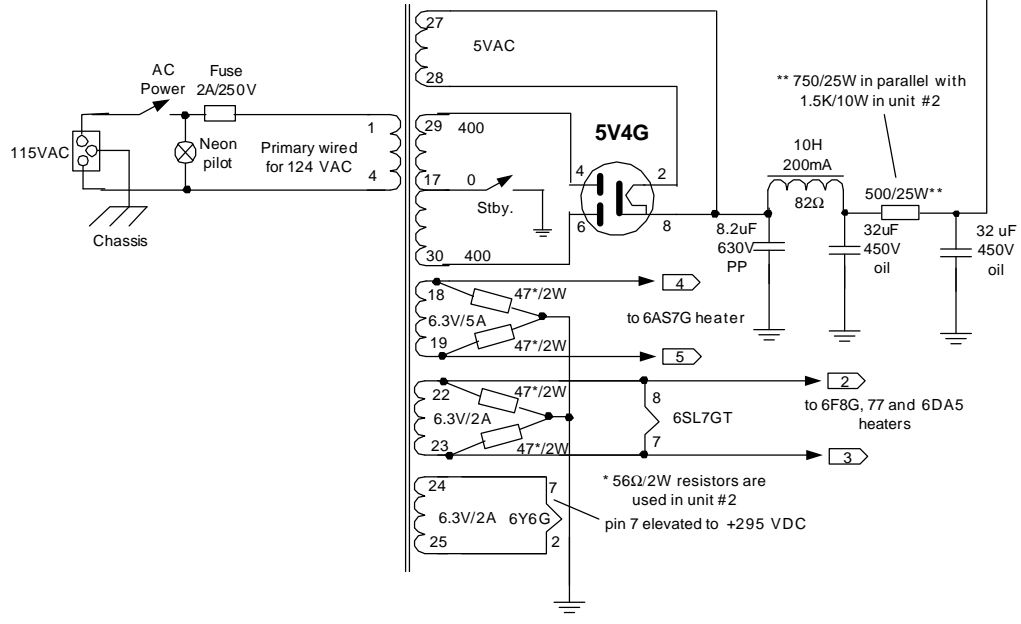 27
5VAC
28
AC
Power
Fuse
2A/250V
** 750/25W in parallel with
1.5K/10W in unit #2
115VAC
Neon
pilot
1
Primary wired
for 124 VAC
4
Chassis
29
400
17
0
Stby.
30
400
5V4G
4
2
6
8
10H
200mA
82Ω
500/25W**
8.2uF
630V
PP
32uF
450V
oil
32 uF
450V
oil
18
47*/2W
6.3V/5A
19
47*/2W
4
to 6AS7G heater
5
22
47*/2W
6.3V/2A
23
47*/2W
8
6SL7GT
7
2
to 6F8G, 77 and 6DA5
heaters
3
* 56Ω/2W resistors are
used in unit #2
pin 7 elevated to +295 VDC
24
7
6.3V/2A
6Y6G
25
2